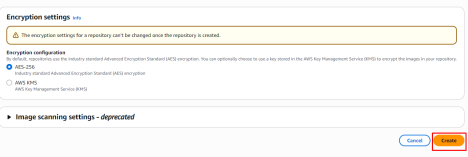 Encryption settings Info
The encryption settings for a repository can't be changed once the repository is created.
Encryption configuration
By default, repositories use the industry standard Advanced Encryption Standard (AES) encryption. You can optionally choose to use a key stored in the AWS Key Management Service (KMS) to encrypt the images in your repository.
AES-256
Industry standard Advanced Encryption Standard (AES) encryption
AWS KMS
AWS Key Management Service (KMS)
Image scanning settings - deprecated
Cancel
Create